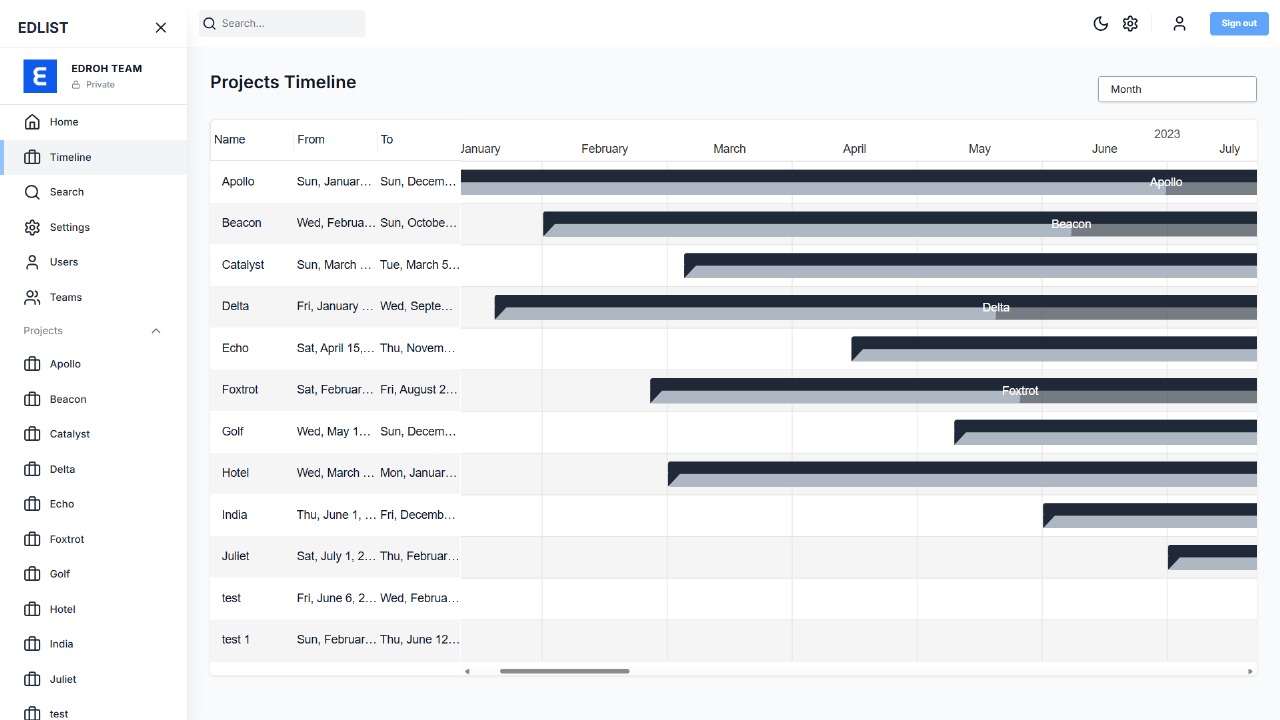 EDLIST
Search...
Sign out
EDROH TEAM
Private
Home
Timeline
Search
Settings
Users
Teams
Projects
Apollo
Beacon
Catalyst
Delta
Echo
Foxtrot
Golf
Hotel
India
Juliet
test
Projects Timeline
Month
Name From To
2023
January February March April May June July
Apollo Sun, Januar... Sun, Decem... Apollo
Beacon Wed, Februa... Sun, Octobe... Beacon
Catalyst Sun, March ... Tue, March 5...
Delta Fri, January ... Wed, Septe... Delta
Echo Sat, April 15,... Thu, Novem...
Foxtrot Sat, Februar... Fri, August 2... Foxtrot
Golf Wed, May 1... Sun, Decem...
Hotel Wed, March ... Mon, Januar...
India Thu, June 1, ... Fri, Decemb...
Juliet Sat, July 1, 2... Thu, Februar...
test Fri, June 6, 2... Wed, Februa...
test 1 Sun, Februar... Thu, June 12...